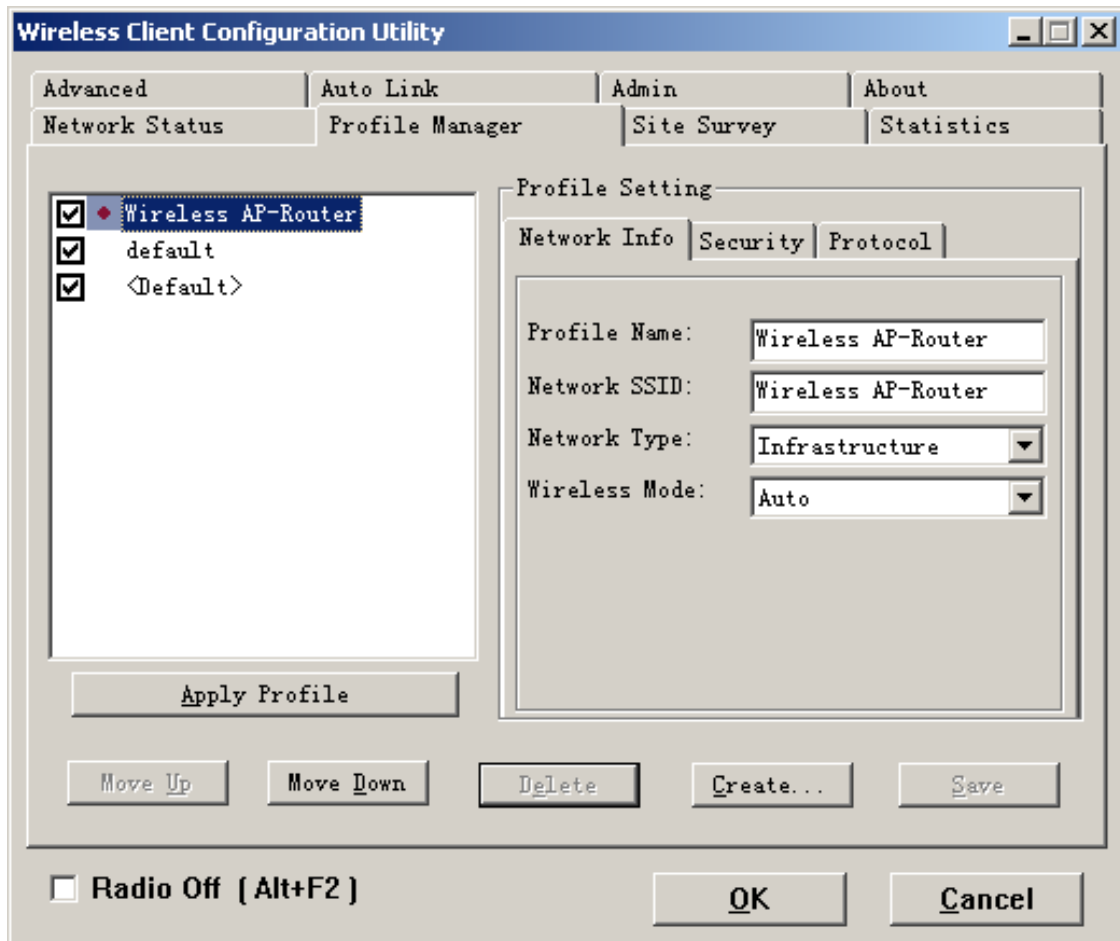 Wireless Client Configuration Utility
Advanced Auto Link Admin About
Network Status Profile Manager Site Survey Statistics
Wireless AP-Router
default
<Default>
Apply Profile
Profile Setting
Network Info Security Protocol
Profile Name: Wireless AP-Router
Network SSID: Wireless AP-Router
Network Type: Infrastructure
Wireless Mode: Auto
Move Up Move Down Delete Create... Save
Radio Off (Alt+F2) OK Cancel